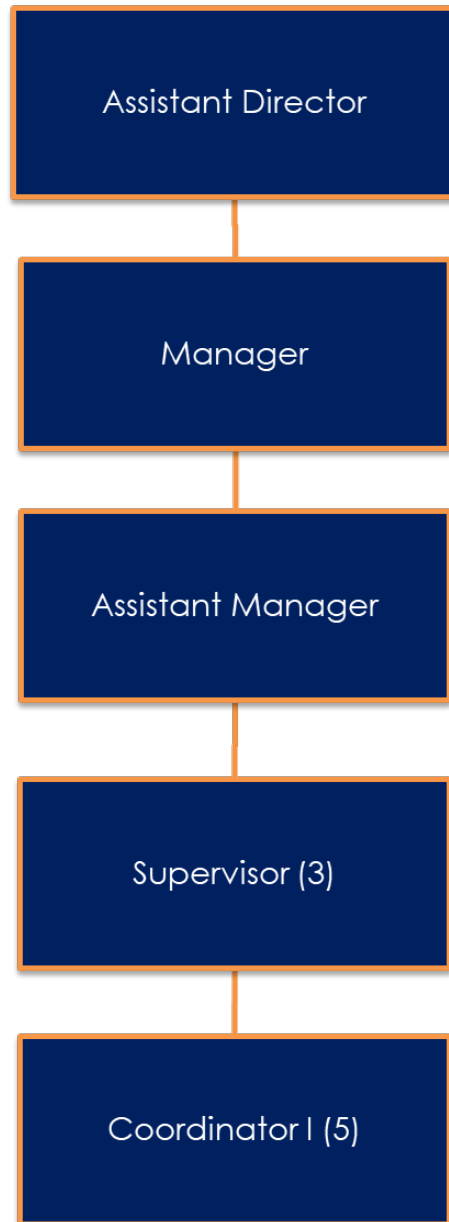 Assistant Director
Manager
Assistant Manager
Supervisor (3)
Coordinator I (5)